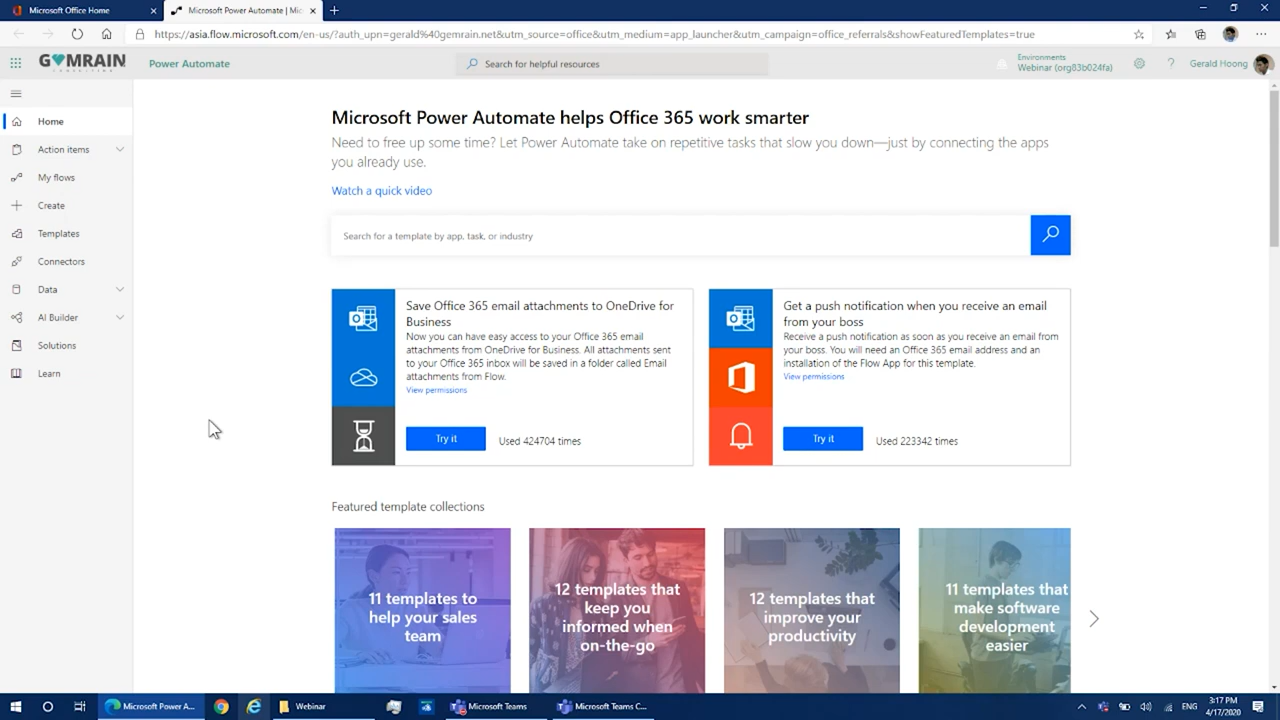 Microsoft Office Home
Microsoft Power Automate | Mic
https://asia.flow.microsoft.com/en-us/?auth_upn=gerald%40gemrain.net&utm_source=office&utm_medium=app_launcher&utm_campaign=office_referrals&showFeaturedTemplates=true
GEMRAIN
CONSULTING
Power Automate
Search for helpful resources
Environments
Webinar (org83b024fa)
?
Gerald Hoong
Home
Action items
My flows
Create
Templates
Connectors
Data
AI Builder
Solutions
Learn
Microsoft Power Automate helps Office 365 work smarter
Need to free up some time? Let Power Automate take on repetitive tasks that slow you down—just by connecting the apps
you already use.
Watch a quick video
Search for a template by app, task, or industry
Save Office 365 email attachments to OneDrive for
Business
Now you can have easy access to your Office 365 email
attachments from OneDrive for Business. All attachments sent
to your Office 365 inbox will be saved in a folder called Email
attachments from Flow.
View permissions
Try it
Used 424704 times
Get a push notification when you receive an email
from your boss
Receive a push notification as soon as you receive an email from
your boss. You will need an Office 365 email address and an
installation of the Flow App for this template.
View permissions
Try it
Used 223342 times
Featured template collections
11 templates to
help your sales
team
12 templates that
keep you
informed when
on-the-go
12 templates that
improve your
productivity
11 templates that
make software
development
easier
Microsoft Power A...
Webinar
Microsoft Teams
Microsoft Teams C...
ENG
3:17 PM
4/17/2020